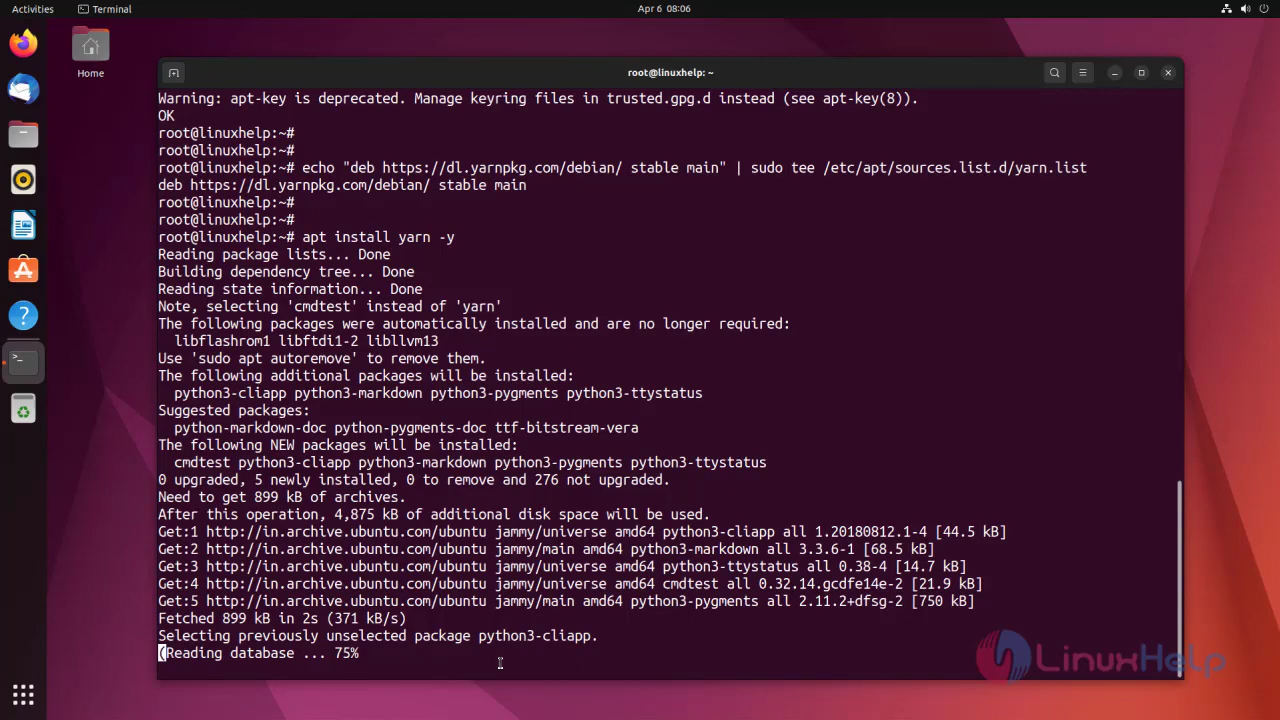 Activities
Terminal
Apr 6 08:06
Home
root@linuxhelp: ~
Warning: apt-key is deprecated. Manage keyring files in trusted.gpg.d instead (see apt-key(8)).
OK
root@linuxhelp:~#
root@linuxhelp:~#
root@linuxhelp:~# echo "deb https://dl.yarnpkg.com/debian/ stable main" | sudo tee /etc/apt/sources.list.d/yarn.list
deb https://dl.yarnpkg.com/debian/ stable main
root@linuxhelp:~#
root@linuxhelp:~#
root@linuxhelp:~# apt install yarn -y
Reading package lists... Done
Building dependency tree... Done
Reading state information... Done
Note, selecting 'cmdtest' instead of 'yarn'
The following packages were automatically installed and are no longer required:
libflashrom1 libftdi1-2 libllvm13
Use 'sudo apt autoremove' to remove them.
The following additional packages will be installed:
python3-cliapp python3-markdown python3-pygments python3-ttystatus
Suggested packages:
python-markdown-doc python-pygments-doc ttf-bitstream-vera
The following NEW packages will be installed:
cmdtest python3-cliapp python3-markdown python3-pygments python3-ttystatus
0 upgraded, 5 newly installed, 0 to remove and 276 not upgraded.
Need to get 899 kB of archives.
After this operation, 4,875 kB of additional disk space will be used.
Get:1 http://in.archive.ubuntu.com/ubuntu jammy/universe amd64 python3-cliapp all 1.20180812.1-4 [44.5 kB]
Get:2 http://in.archive.ubuntu.com/ubuntu jammy/main amd64 python3-markdown all 3.3.6-1 [68.5 kB]
Get:3 http://in.archive.ubuntu.com/ubuntu jammy/universe amd64 python3-ttystatus all 0.38-4 [14.7 kB]
Get:4 http://in.archive.ubuntu.com/ubuntu jammy/universe amd64 cmdtest all 0.32.14.gcdfe14e-2 [21.9 kB]
Get:5 http://in.archive.ubuntu.com/ubuntu jammy/main amd64 python3-pygments all 2.11.2+dfsg-2 [750 kB]
Fetched 899 kB in 2s (371 kB/s)
Selecting previously unselected package python3-cliapp.
(Reading database ... 75%
LinuxHelp